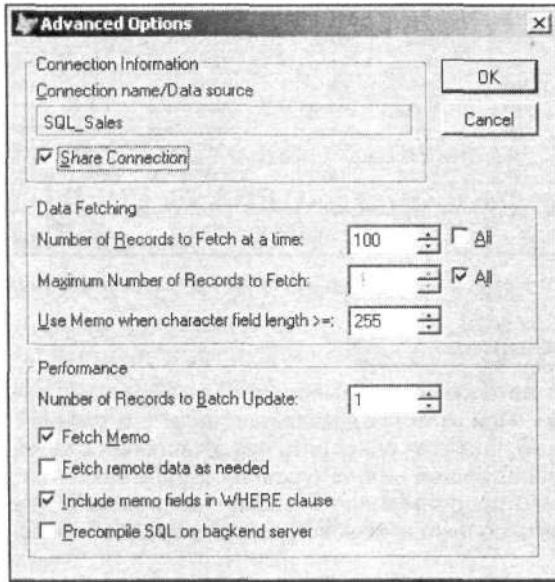 Advanced Options
Connection Information
Connection name/Data source
SQL_Sales
Share Connection
OK
Cancel
Data Fetching
Number of Records to Fetch at a time: 100 All
Maximum Number of Records to Fetch: All
Use Memo when character field length >=: 255
Performance
Number of Records to Batch Update: 1
Fetch Memo
Fetch remote data as needed
Include memo fields in WHERE clause
Precompile SQL on backend server